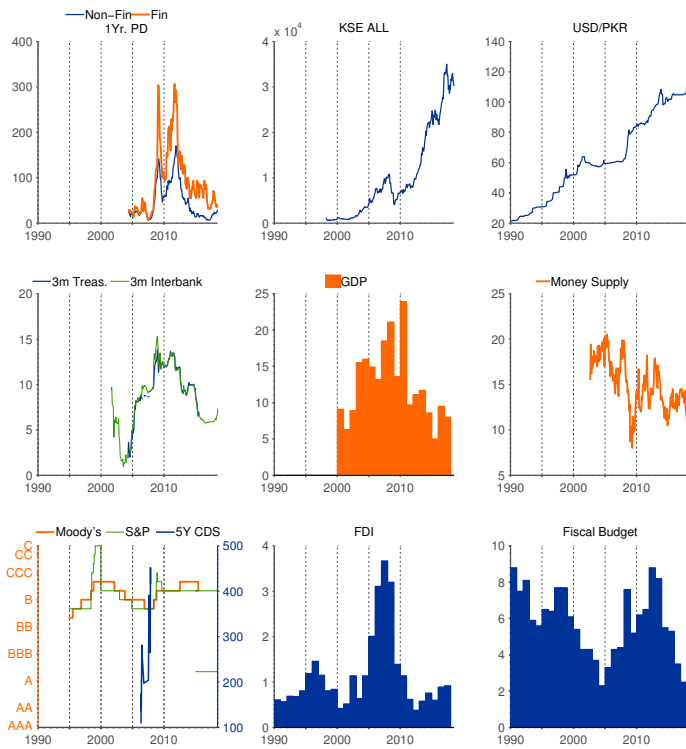 Non-Fin Fin
1Yr. PD
400
300
200
100
0
1990 2000 2010
KSE ALL
4 x 10^4
3
2
1
0
1990 2000 2010
USD/PKR
140
120
100
80
60
40
20
1990 2000 2010
3m Treas. 3m Interbank
20
15
10
5
0
1990 2000 2010
GDP
25
20
15
10
5
0
1990 2000 2010
Money Supply
25
20
15
10
5
1990 2000 2010
Moody's S&P 5Y CDS
C
CC
CCC
B
BB
BBB
A
AA
AAA
500
400
300
200
100
1990 2000 2010
FDI
4
3
2
1
0
1990 2000 2010
Fiscal Budget
10
8
6
4
2
0
1990 2000 2010